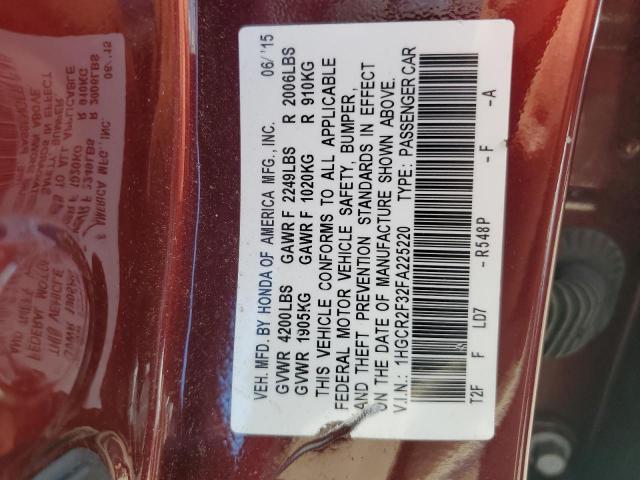 VEH. MFD. BY HONDA OF AMERICA MFG., INC. 06/'15
GVWR 4200LBS GAWR F 2249LBS R 2006LBS
GVWR 1905KG GAWR F 1020KG R 910KG
THIS VEHICLE CONFORMS TO ALL APPLICABLE
FEDERAL MOTOR VEHICLE SAFETY, BUMPER,
AND THEFT PREVENTION STANDARDS IN EFFECT
ON THE DATE OF MANUFACTURE SHOWN ABOVE.
V.I.N.: 1HGCR2F32FA225220 TYPE: PASSENGER CAR
T2F F LD7 -R548P -F -A